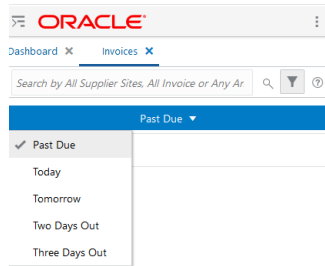 ORACLE
Dashboard Invoices
Search by All Supplier Sites, All Invoice or Any Ar
Past Due
Past Due
Today
Tomorrow
Two Days Out
Three Days Out